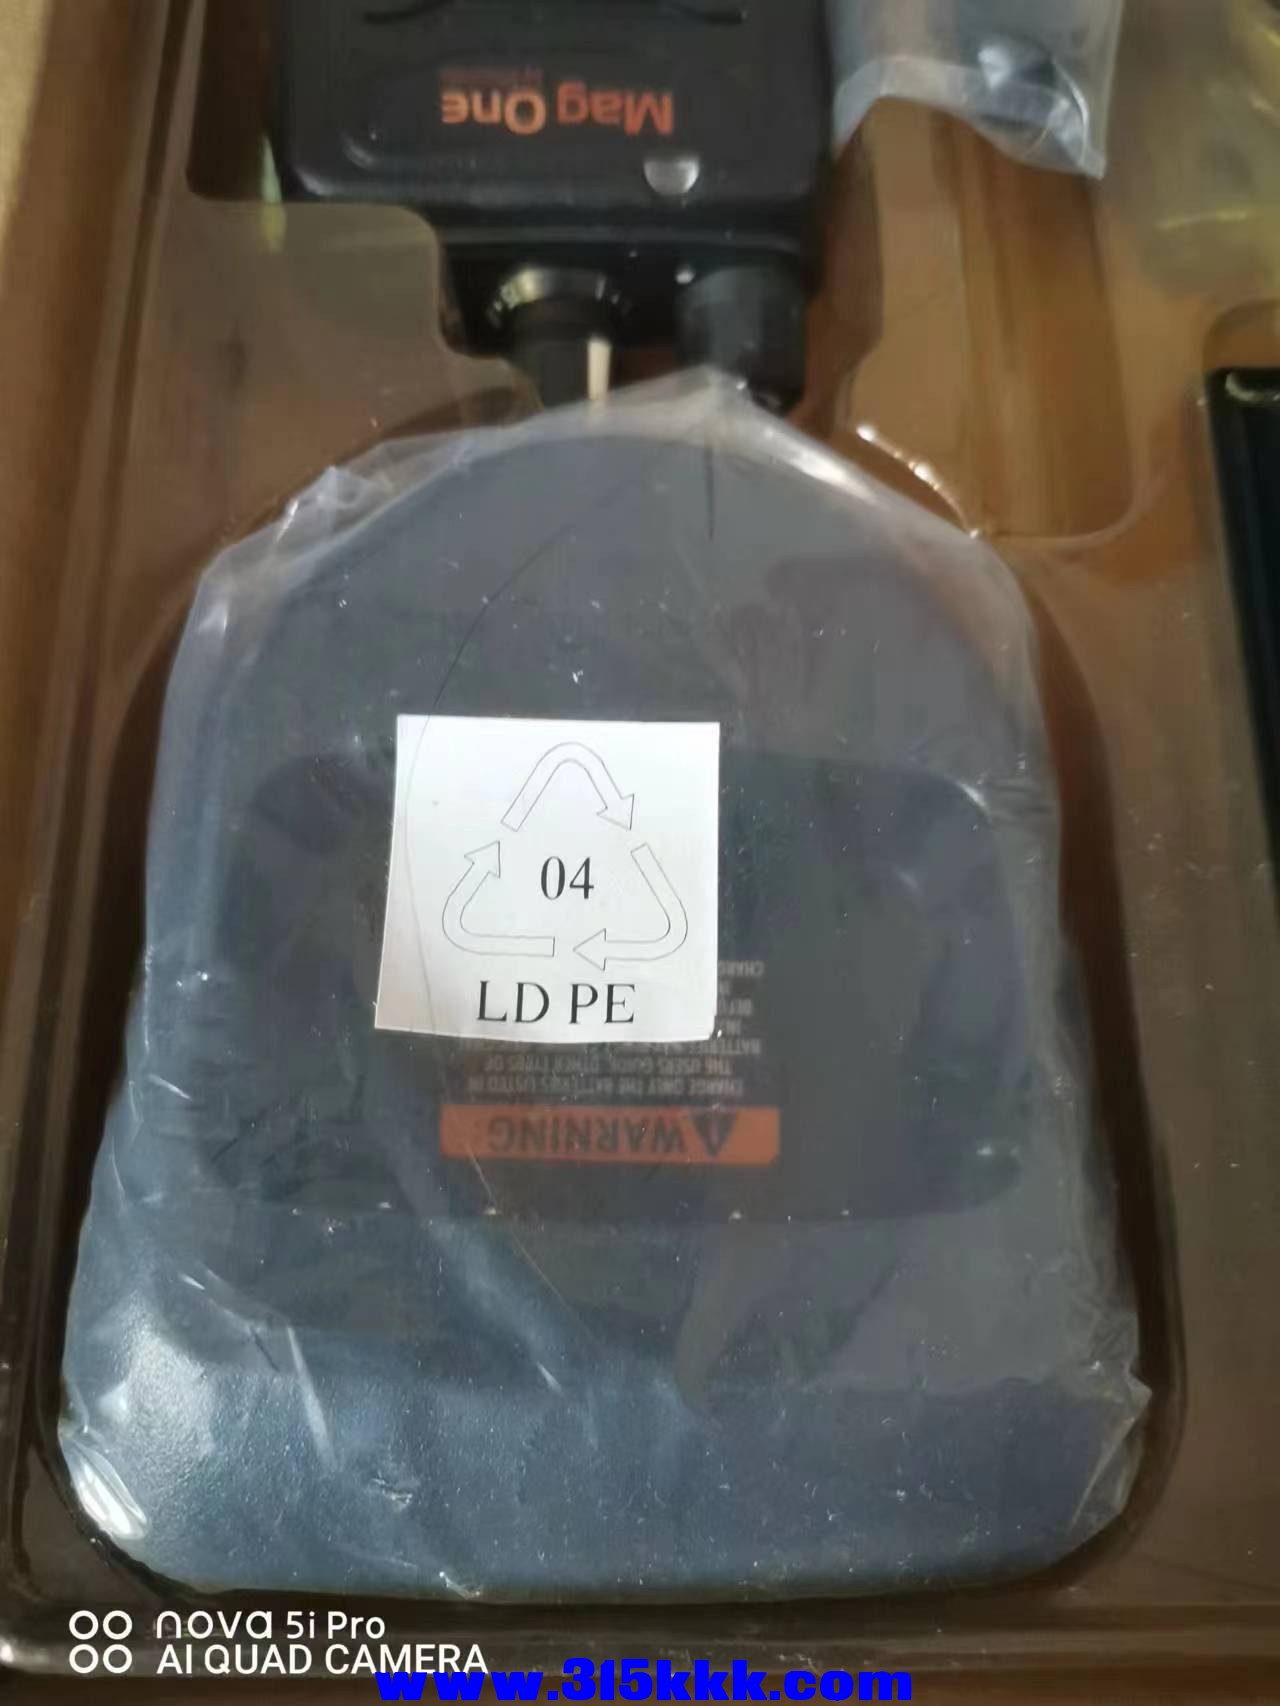 Mag One
04
LD PE
CHARGE ONLY THE BATTERIES LISTED IN
THE USERS GUIDE. OTHER TYPES OF
WARNING
nova 5i Pro
AI QUAD CAMERA
www.315kkk.com